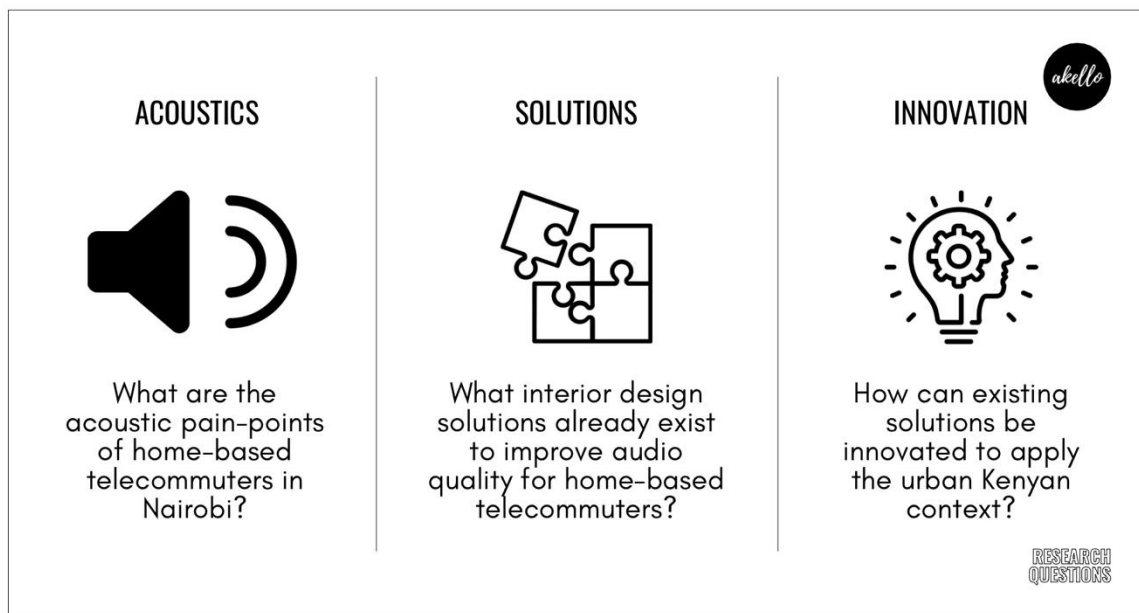 akello
ACOUSTICS
What are the
acoustic pain-points
of home-based
telecommuters in
Nairobi?
SOLUTIONS
What interior design
solutions already exist
to improve audio
quality for home-based
telecommuters?
INNOVATION
How can existing
solutions be
innovated to apply
the urban Kenyan
context?
RESEARCH
QUESTIONS